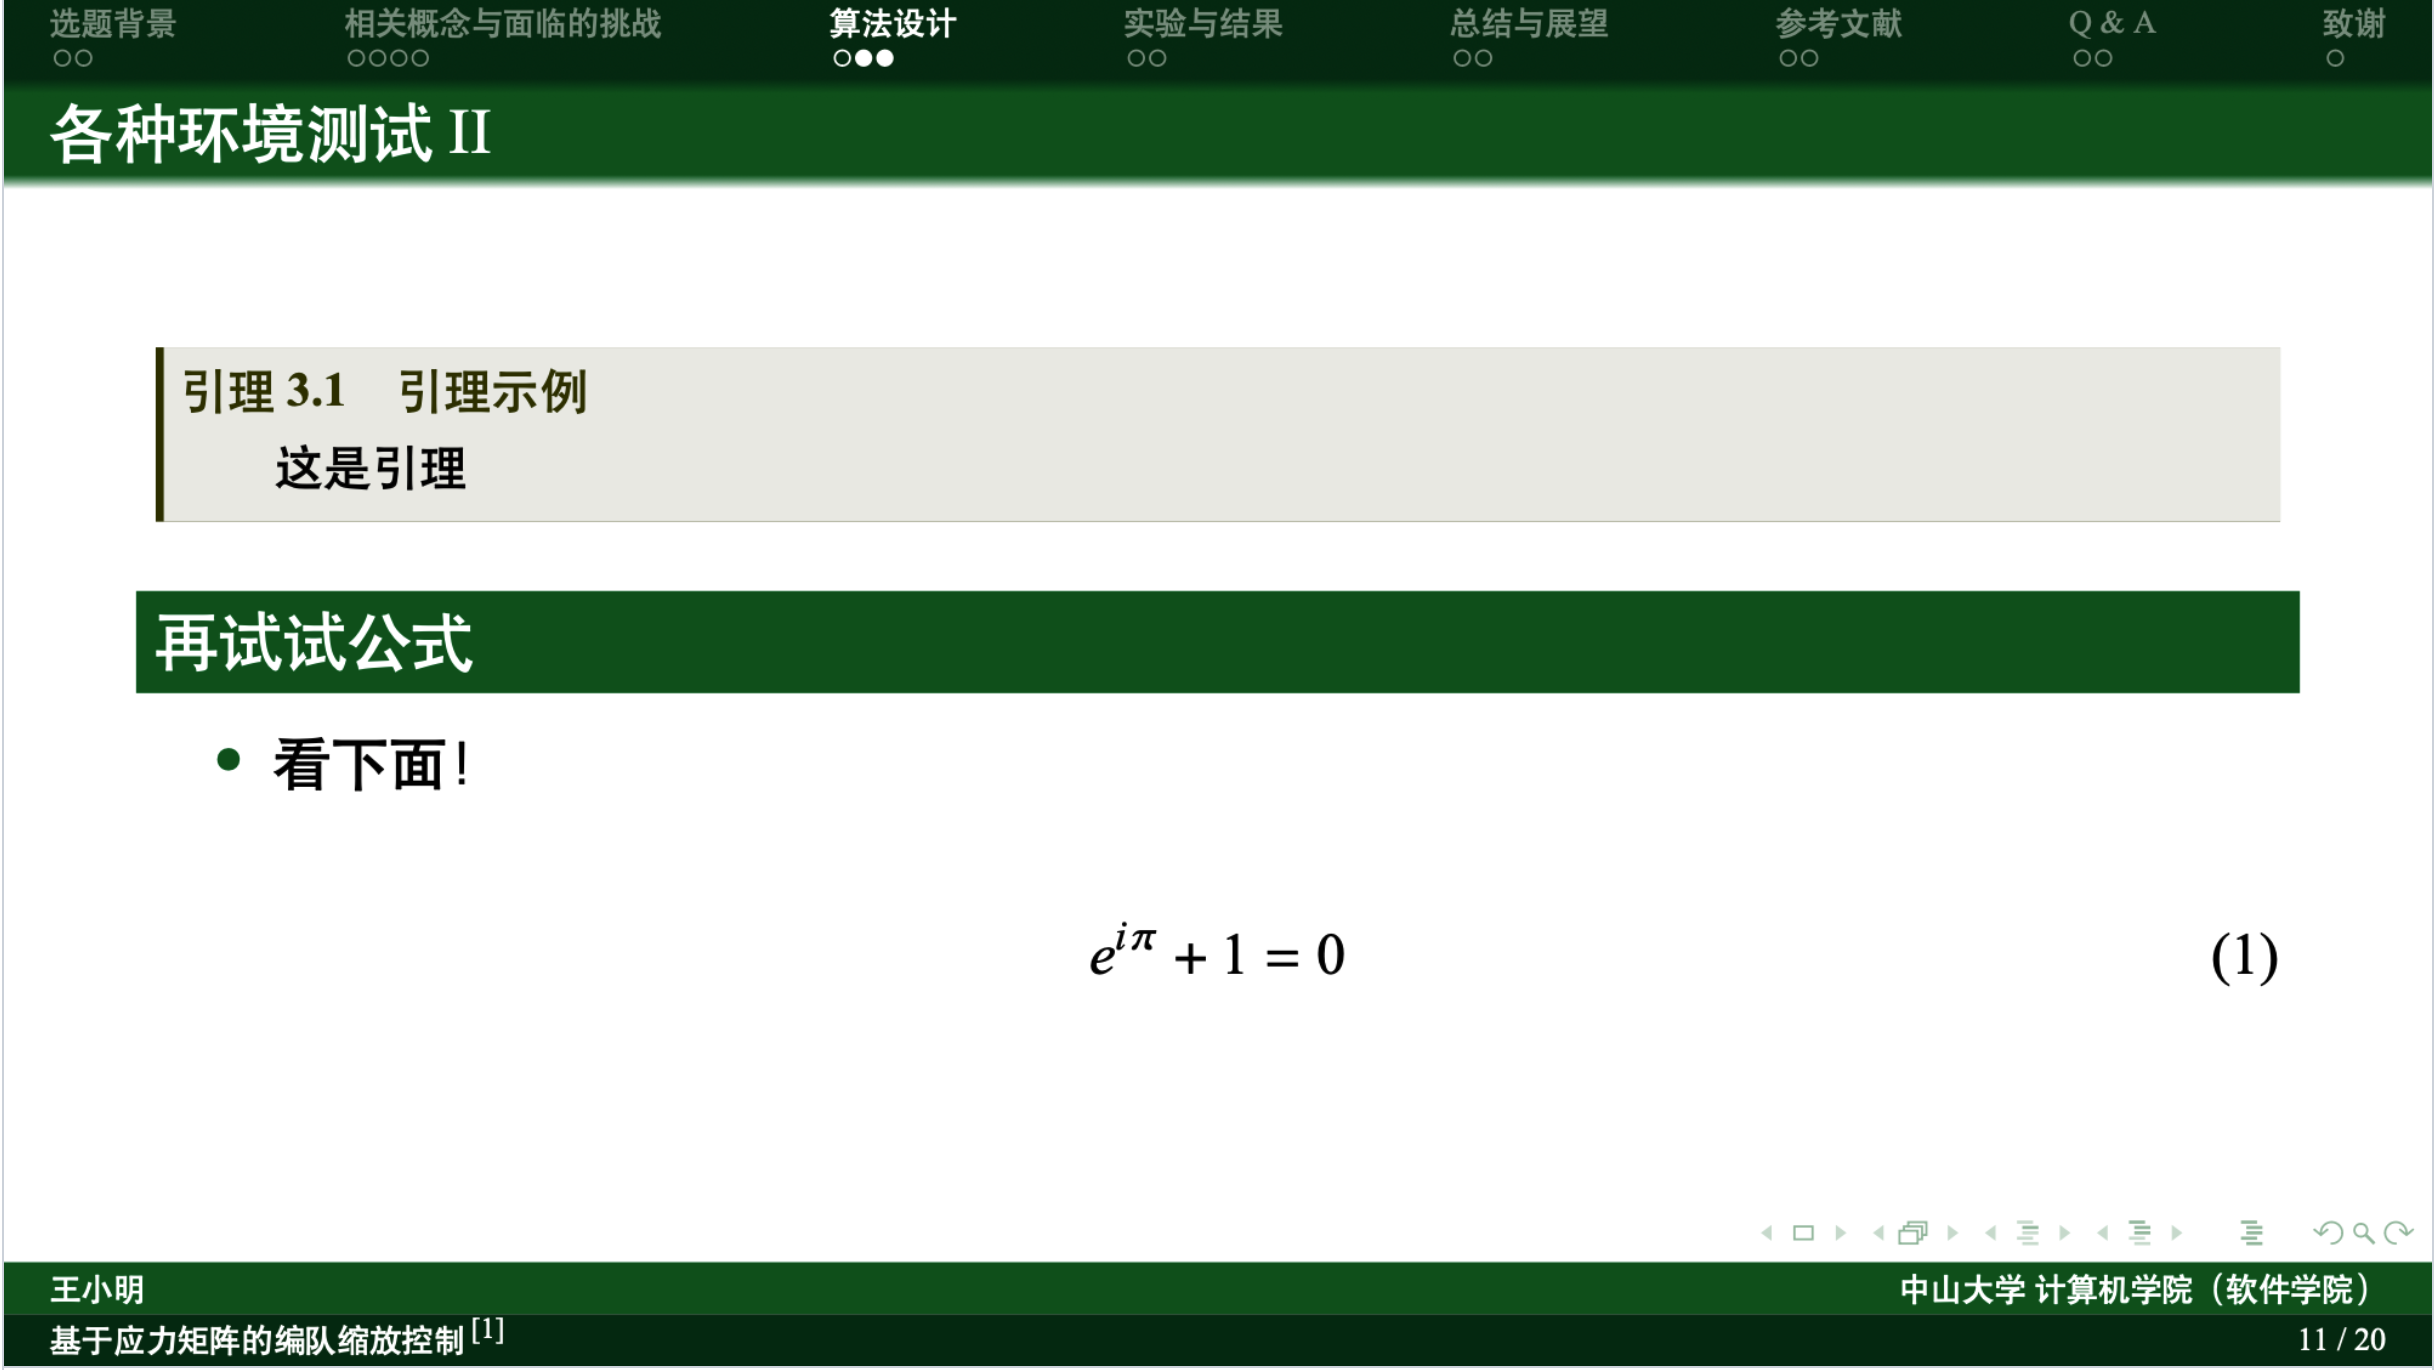 选题背景 相关概念与面临的挑战 算法设计 实验与结果 总结与展望 参考文献 Q & A 致谢
各种环境测试 II
引理 3.1 引理示例
这是引理
再试试公式
• 看下面！
e^{iπ} + 1 = 0 (1)
王小明 中山大学 计算机学院（软件学院）
基于应力矩阵的编队缩放控制 [1] 11 / 20